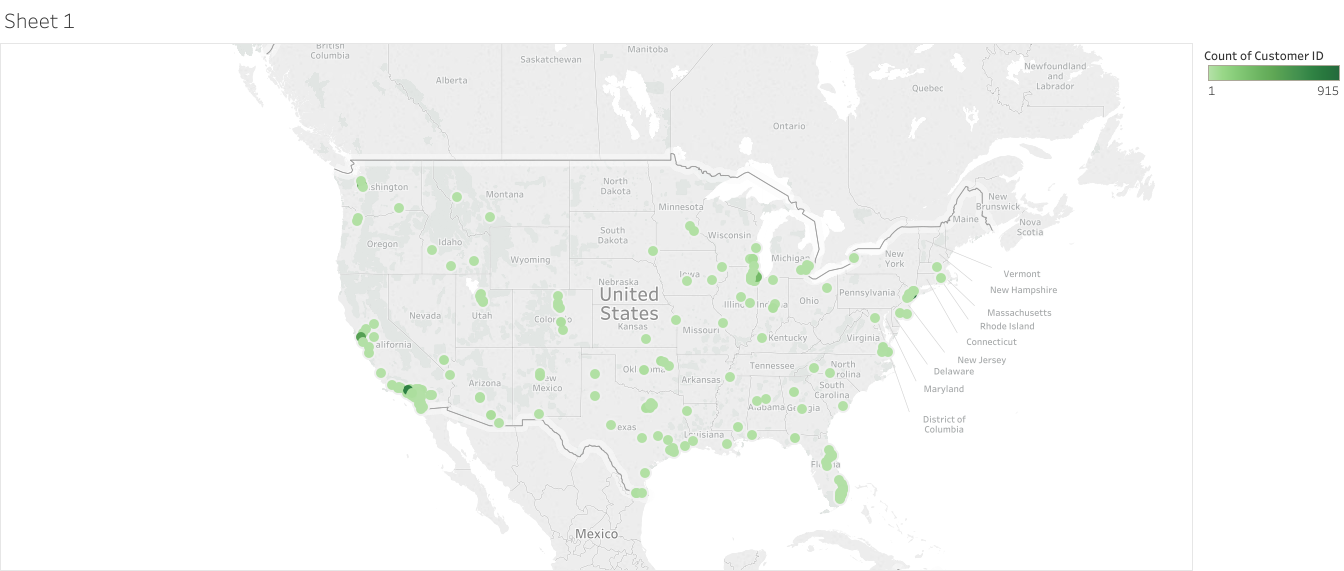 Sheet 1
Count of Customer ID
1
915
British
Columbia
Alberta
Saskatchewan
Manitoba
Ontario
Quebec
Newfoundland
and
Labrador
New
Brunswick
Nova
Scotia
Maine
shington
Montana
North
Dakota
Minnesota
Oregon
Idaho
Wyoming
South
Dakota
Wisconsin
Michigan
New
York
Vermont
New Hampshire
Massachusetts
Rhode Island
Connecticut
New Jersey
Delaware
Maryland
District of
Columbia
Nebraska
Iowa
United
States
Nevada
Utah
Colorado
Kansas
Missouri
Illinois
Indiana
Ohio
Pennsylvania
Kentucky
Virginia
alifornia
Arizona
New
Mexico
Oklahoma
Arkansas
Tennessee
North
rolina
South
Carolina
Alabama
Georgia
Texas
Louisiana
Florida
Mexico